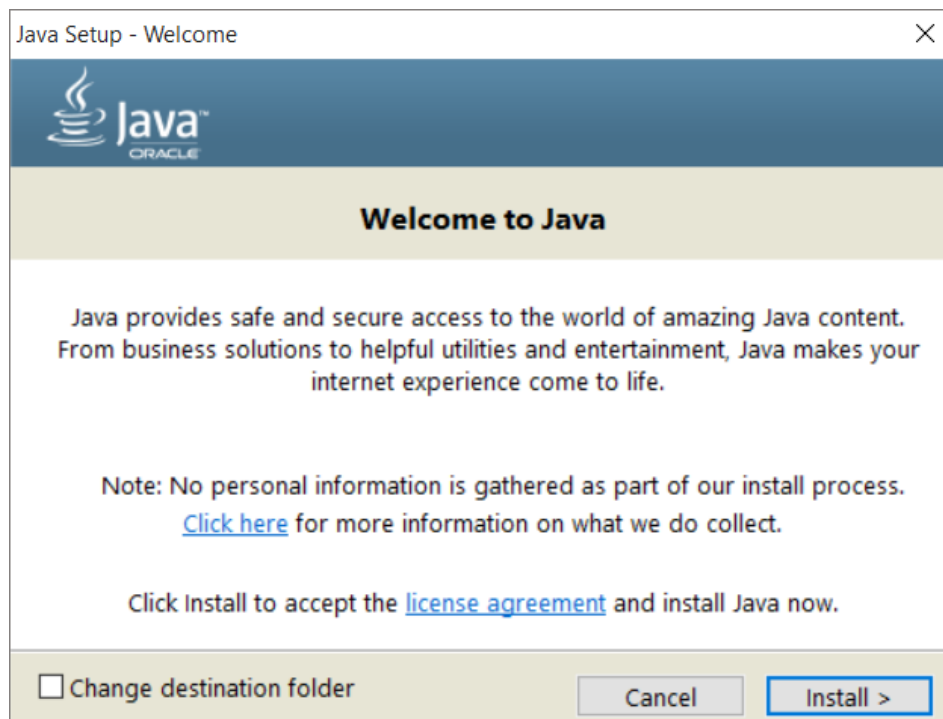 Java Setup - Welcome
Java™
ORACLE
Welcome to Java
Java provides safe and secure access to the world of amazing Java content.
From business solutions to helpful utilities and entertainment, Java makes your
internet experience come to life.
Note: No personal information is gathered as part of our install process.
Click here for more information on what we do collect.
Click Install to accept the license agreement and install Java now.
Change destination folder
Cancel
Install >